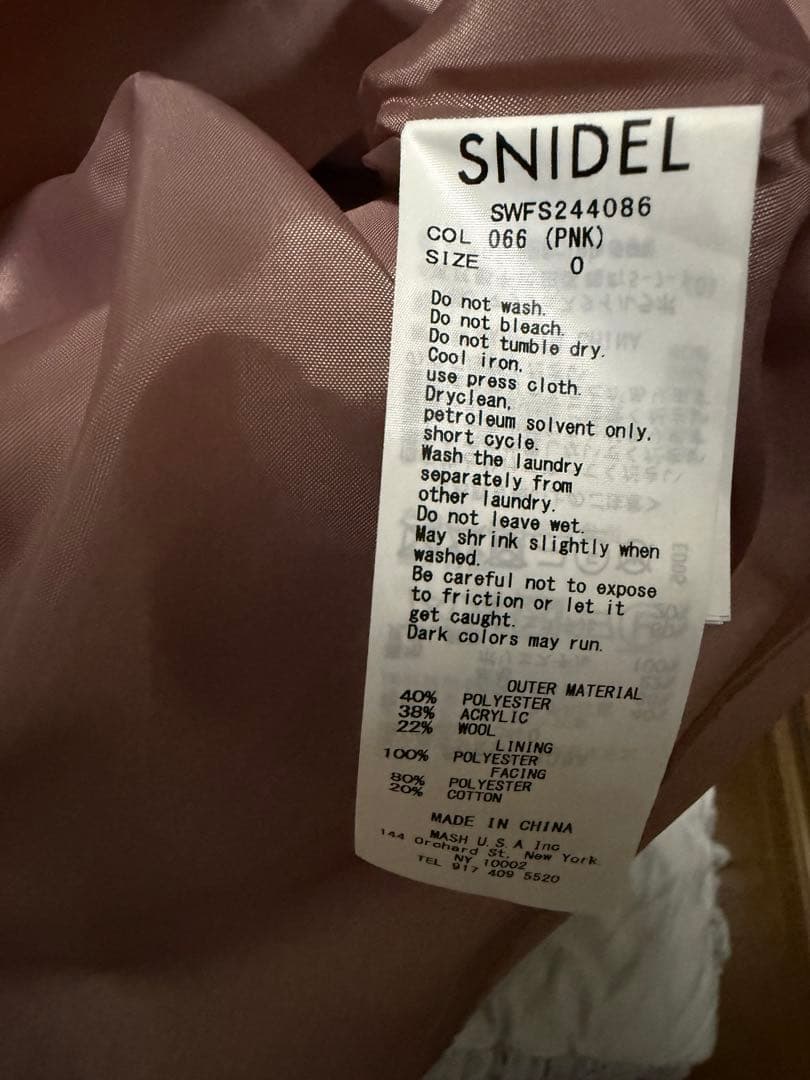 SNIDEL
SWFS244086
COL 066 (PNK)
SIZE 0
Do not wash.
Do not bleach.
Do not tumble dry.
Cool iron,
use press cloth.
Dryclean,
petroleum solvent only.
short cycle.
Wash the laundry
separately from
other laundry.
Do not leave wet.
May shrink slightly when
washed.
Be careful not to expose
to friction or let it
get caught.
Dark colors may run.
OUTER MATERIAL
40% POLYESTER
38% ACRYLIC
22% WOOL
LINING
100% POLYESTER
FACING
80% POLYESTER
20% COTTON
MADE IN CHINA
MASH U.S.A Inc
144 Orchard St, New York
NY 10002
TEL 917 409 5520